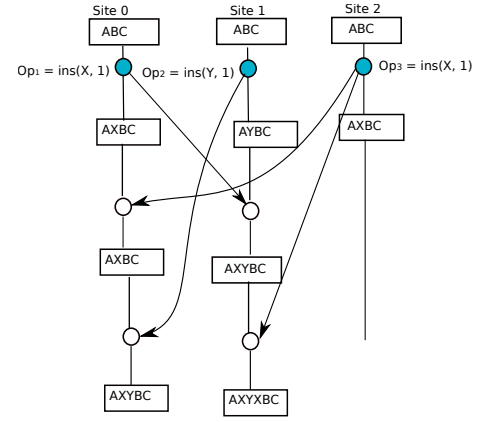 Site 0 Site 1 Site 2
ABC ABC ABC
Op₁ = ins(X, 1) Op₂ = ins(Y, 1) Op₃ = ins(X, 1)
AXBC AYBC AXBC
AXBC AXYBC
AXYBC AXYXBC